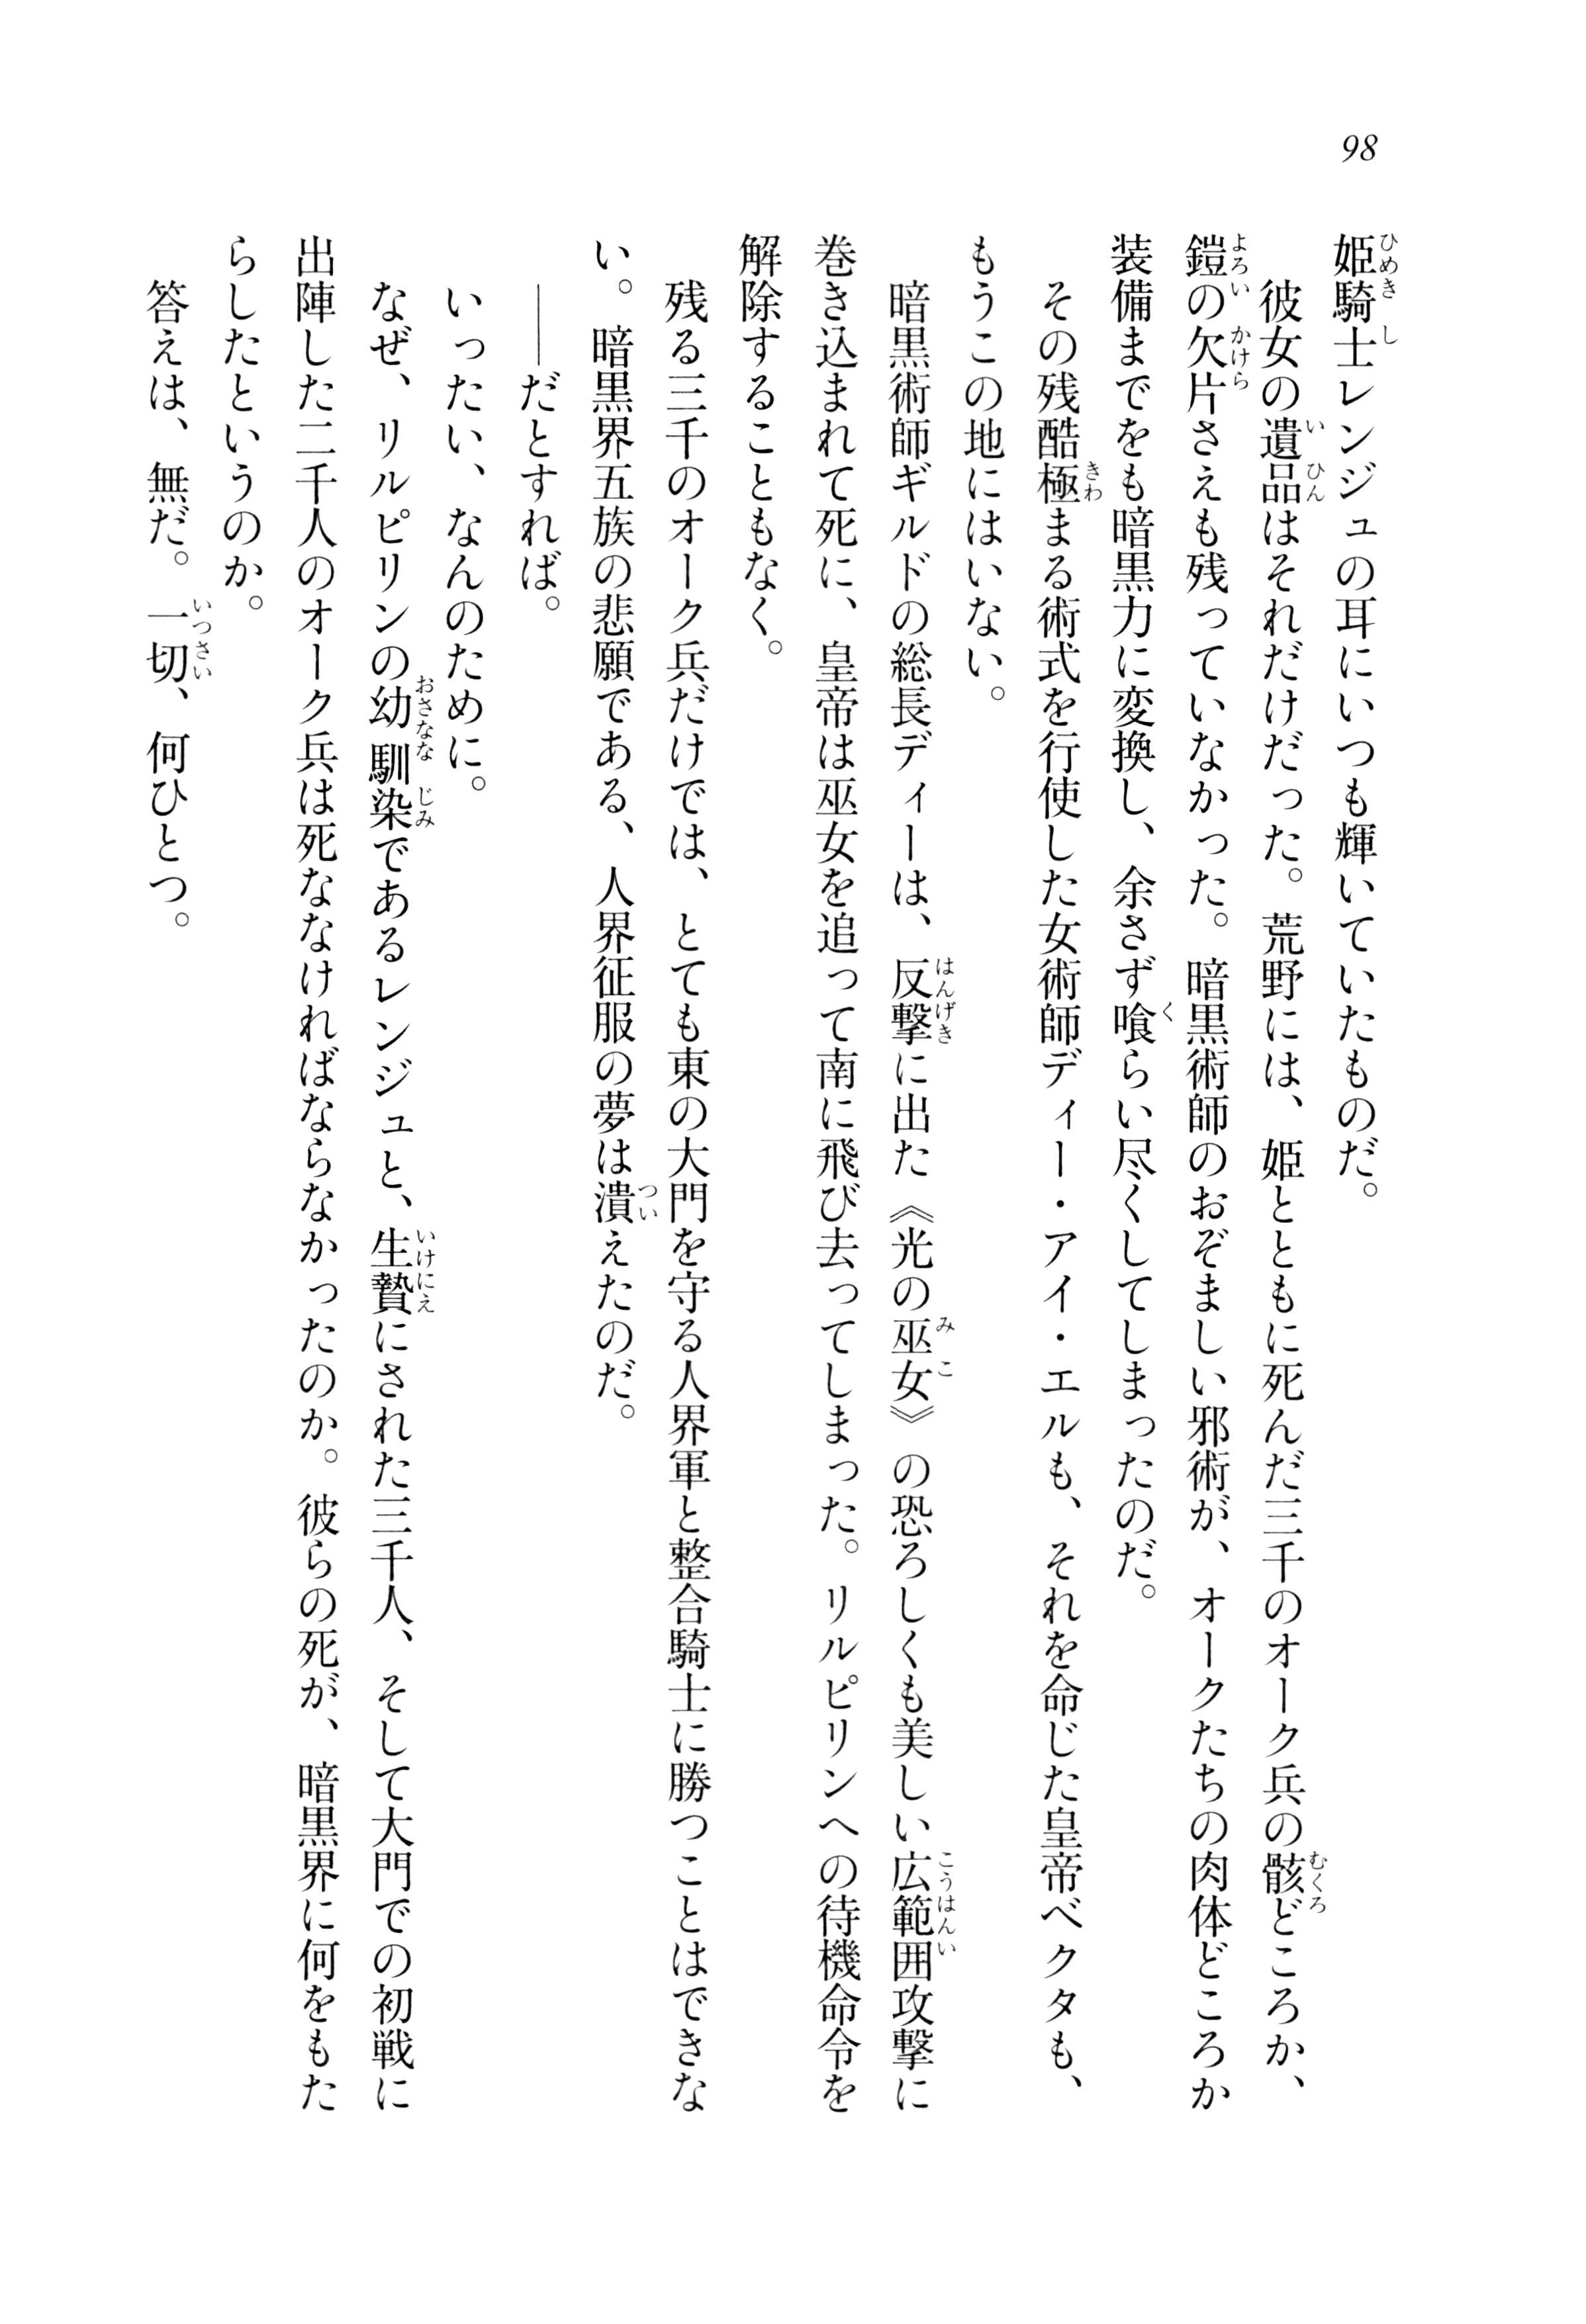 98
姫騎士レンジュの耳にいつも輝いていたものだ。
　彼女の遺品はそれだけだった。荒野には、姫とともに死んだ三千のオーク兵の骸どころか、
鎧の欠片さえも残っていなかった。暗黒術師のおぞましい邪術が、オークたちの肉体どころか
装備までをも暗黒力に変換し、余さず喰らい尽くしてしまったのだ。
　その残酷極まる術式を行使した女術師ディー・アイ・エルも、それを命じた皇帝ベクタも、
もうこの地にはいない。
　暗黒術師ギルドの総長ディーは、反撃に出た《光の巫女》の恐ろしくも美しい広範囲攻撃に
巻き込まれて死に、皇帝は巫女を追って南に飛び去ってしまった。リルピリンへの待機命令を
解除することもなく。
　残る三千のオーク兵だけでは、とても東の大門を守る人界軍と整合騎士に勝つことはできな
い。暗黒界五族の悲願である、人界征服の夢は潰えたのだ。
　――だとすれば。
　いったい、なんのために。
　なぜ、リルピリンの幼馴染であるレンジュと、生贄にされた三千人、そして大門での初戦に
出陣した二千人のオーク兵は死ななければならなかったのか。彼らの死が、暗黒界に何をもた
らしたというのか。
　答えは、無だ。一切、何ひとつ。